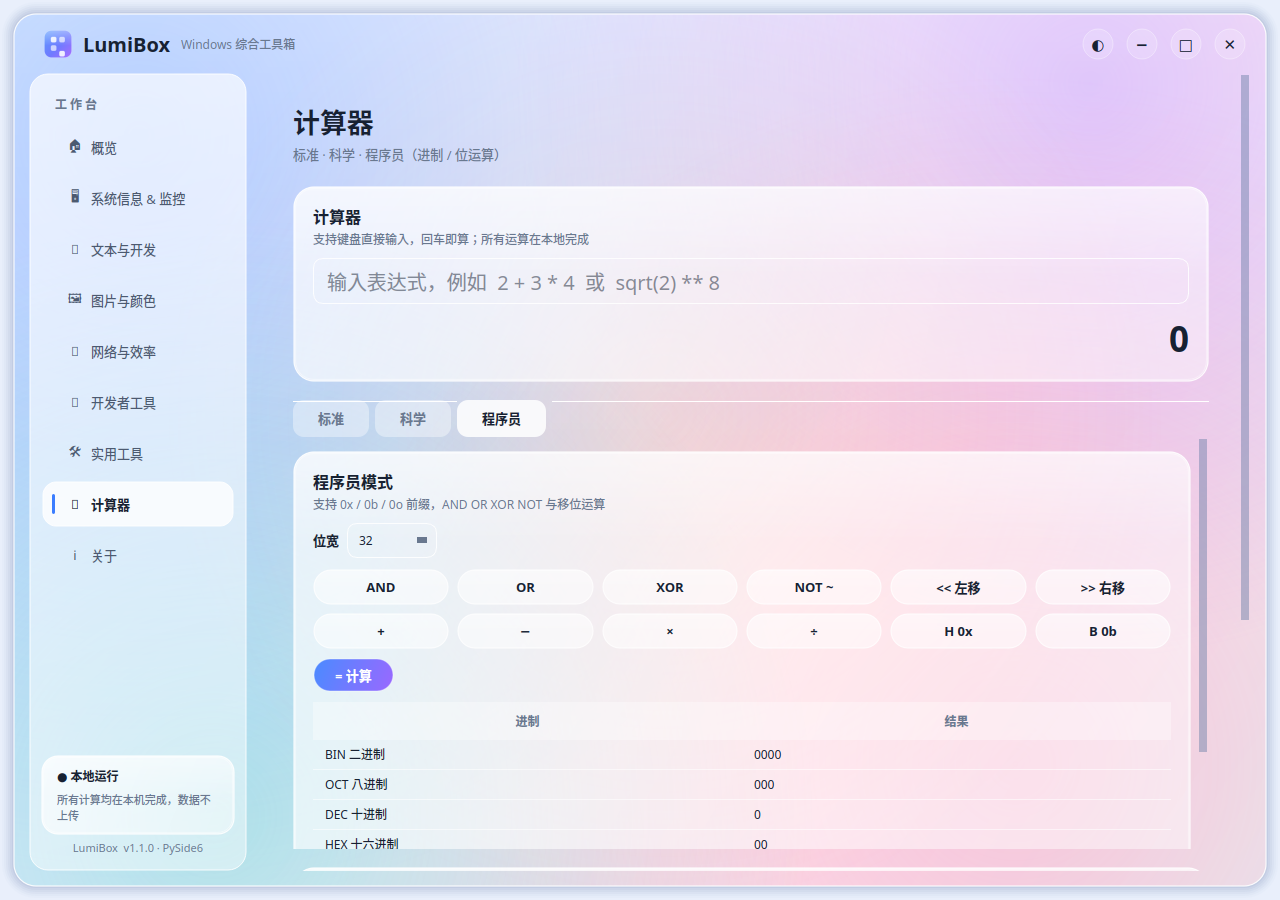 LumiBox Windows 综合工具箱
工作台
概览
系统信息 & 监控
文本与开发
图片与颜色
网络与效率
开发者工具
实用工具
计算器
i 关于
● 本地运行
所有计算均在本机完成，数据不
上传
LumiBox v1.1.0 · PySide6
计算器
标准 · 科学 · 程序员（进制 / 位运算）
计算器
支持键盘直接输入，回车即算；所有运算在本地完成
输入表达式，例如 2 + 3 * 4 或 sqrt(2) ** 8
0
标准 科学 程序员
程序员模式
支持 0x / 0b / 0o 前缀，AND OR XOR NOT 与移位运算
位宽 32
AND OR XOR NOT ~ << 左移 >> 右移
+ − × ÷ H 0x B 0b
= 计算
进制 结果
BIN 二进制 0000
OCT 八进制 000
DEC 十进制 0
HEX 十六进制 00